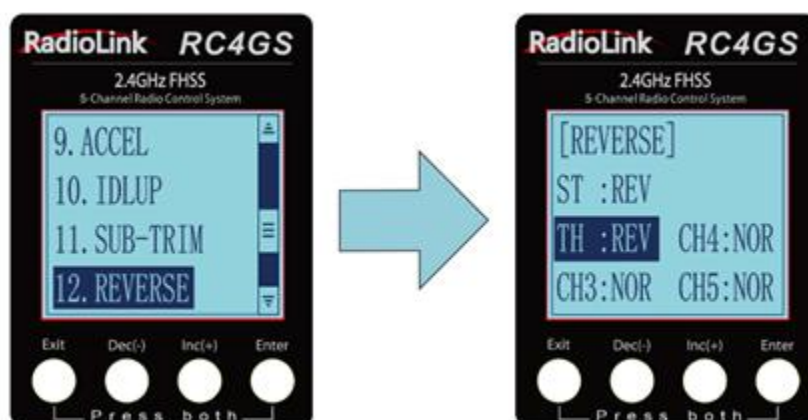 RadioLink RC4GS
2.4GHz FHSS
5-Channel Radio Control System
9. ACCEL
10. IDLUP
11. SUB-TRIM
12. REVERSE
Exit Dec(-) Inc(+) Enter
Press both
RadioLink RC4GS
2.4GHz FHSS
5-Channel Radio Control System
[REVERSE]
ST :REV
TH :REV CH4:NOR
CH3:NOR CH5:NOR
Exit Dec(-) Inc(+) Enter
Press both